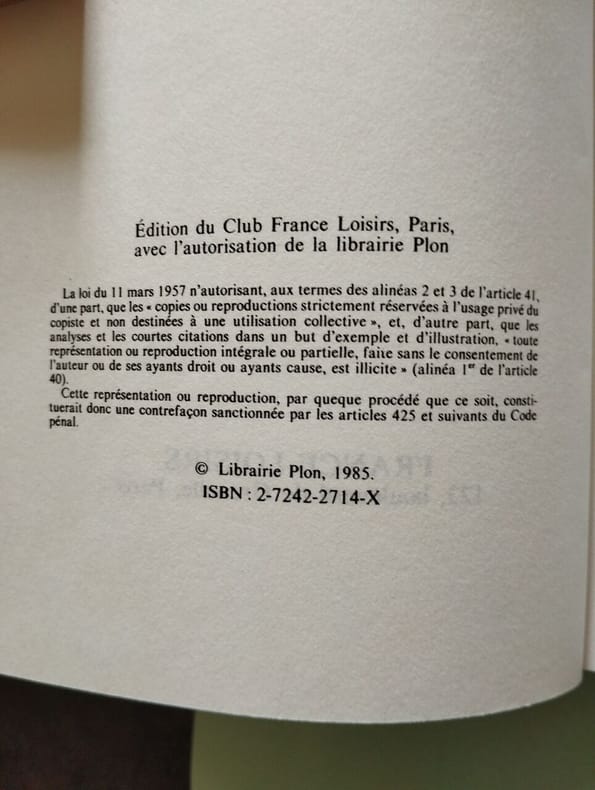 Édition du Club France Loisirs, Paris,
avec l'autorisation de la librairie Plon
La loi du 11 mars 1957 n'autorisant, aux termes des alinéas 2 et 3 de l'article 41,
d'une part, que les « copies ou reproductions strictement réservées à l'usage privé du
copiste et non destinées à une utilisation collective », et, d'autre part, que les
analyses et les courtes citations dans un but d'exemple et d'illustration, « toute
représentation ou reproduction intégrale ou partielle, faite sans le consentement de
l'auteur ou de ses ayants droit ou ayants cause, est illicite » (alinéa 1er de l'article
40).
Cette représentation ou reproduction, par queque procédé que ce soit, consti-
tuerait donc une contrefaçon sanctionnée par les articles 425 et suivants du Code
pénal.
© Librairie Plon, 1985.
ISBN : 2-7242-2714-X
FRANCE LOISIRS